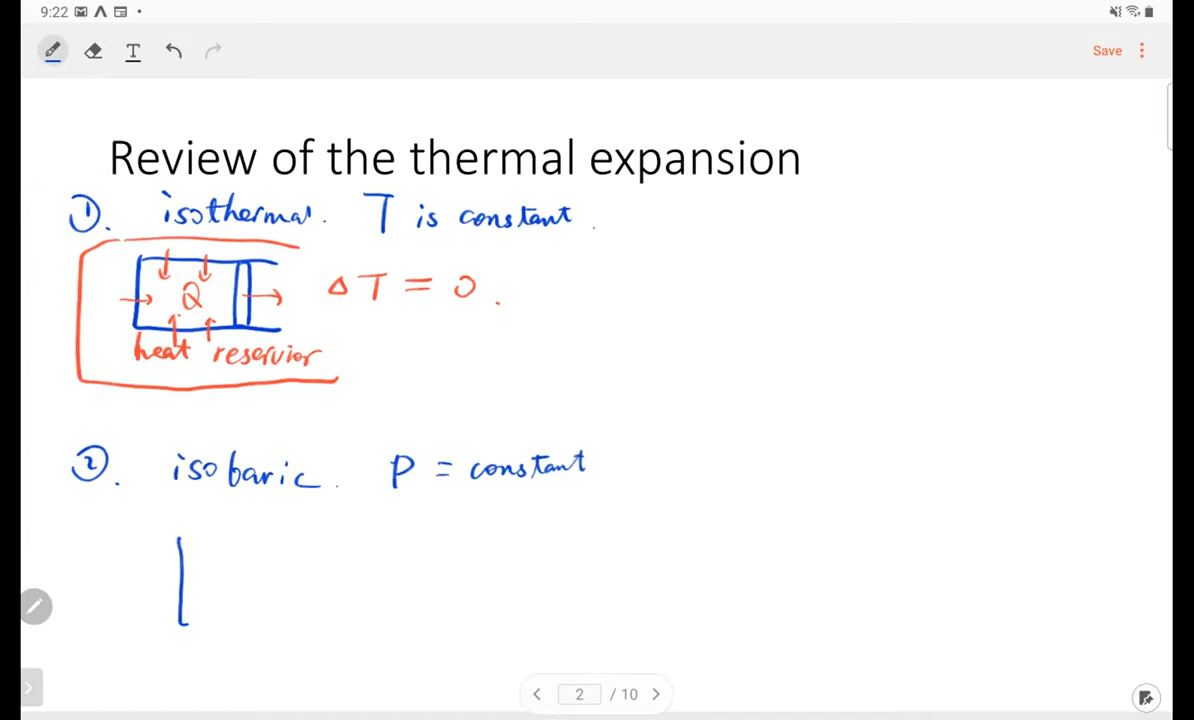 9:22
Save
Review of the thermal expansion
①. isothermal. T is constant.
Q ΔT = 0.
heat reservior
②. isobaric. P = constant
2 / 10